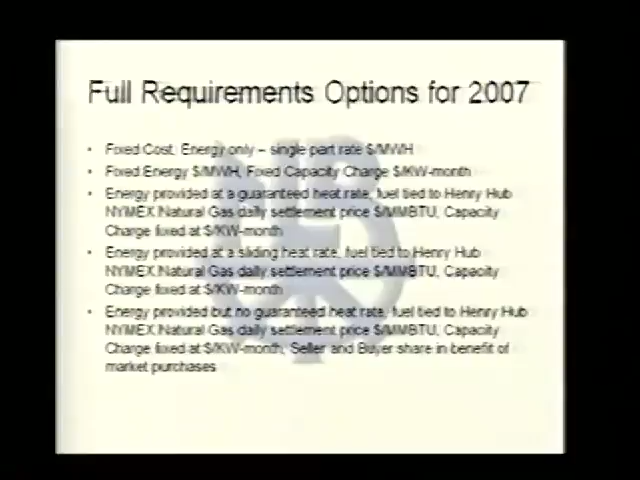 Full Requirements Options for 2007
• Fixed Cost, Energy only – single part rate $/MWH
• Fixed Energy $/MWH, Fixed Capacity Charge $/KW-month
• Energy provided at a guaranteed heat rate, fuel tied to Henry Hub
NYMEX Natural Gas daily settlement price $/MMBTU, Capacity
Charge fixed at $/KW-month
• Energy provided at a sliding heat rate, fuel tied to Henry Hub
NYMEX Natural Gas daily settlement price $/MMBTU, Capacity
Charge fixed at $/KW-month
• Energy provided but no guaranteed heat rate, fuel tied to Henry Hub
NYMEX Natural Gas daily settlement price $/MMBTU, Capacity
Charge fixed at $/KW-month, Seller and Buyer share in benefit of
market purchases